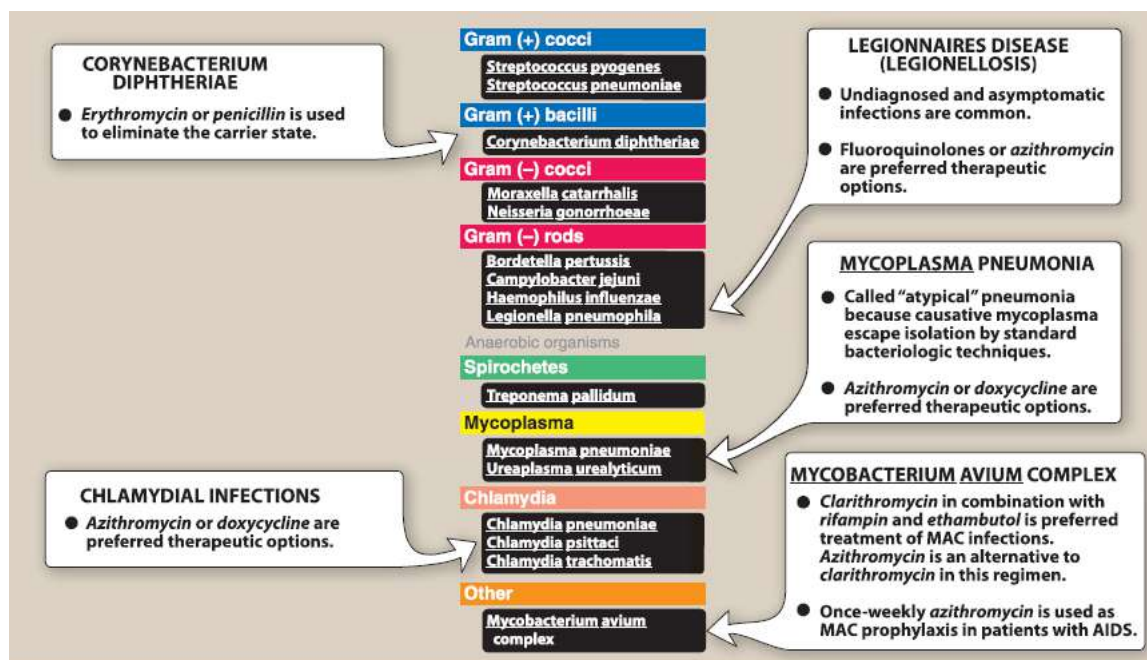 CORYNEBACTERIUM
DIPHTHERIAE
● Erythromycin or penicillin is used
to eliminate the carrier state.
Gram (+) cocci
Streptococcus pyogenes
Streptococcus pneumoniae
Gram (+) bacilli
Corynebacterium diphtheriae
Gram (–) cocci
Moraxella catarrhalis
Neisseria gonorrhoeae
Gram (–) rods
Bordetella pertussis
Campylobacter jejuni
Haemophilus influenzae
Legionella pneumophila
Anaerobic organisms
Spirochetes
Treponema pallidum
Mycoplasma
Mycoplasma pneumoniae
Ureaplasma urealyticum
Chlamydia
Chlamydia pneumoniae
Chlamydia psittaci
Chlamydia trachomatis
Other
Mycobacterium avium
complex
LEGIONNAIRES DISEASE
(LEGIONELLOSIS)
● Undiagnosed and asymptomatic
infections are common.
● Fluoroquinolones or azithromycin
are preferred therapeutic
options.
MYCOPLASMA PNEUMONIA
● Called “atypical” pneumonia
because causative mycoplasma
escape isolation by standard
bacteriologic techniques.
● Azithromycin or doxycycline are
preferred therapeutic options.
CHLAMYDIAL INFECTIONS
● Azithromycin or doxycycline are
preferred therapeutic options.
MYCOBACTERIUM AVIUM COMPLEX
● Clarithromycin in combination with
rifampin and ethambutol is preferred
treatment of MAC infections.
Azithromycin is an alternative to
clarithromycin in this regimen.
● Once-weekly azithromycin is used as
MAC prophylaxis in patients with AIDS.